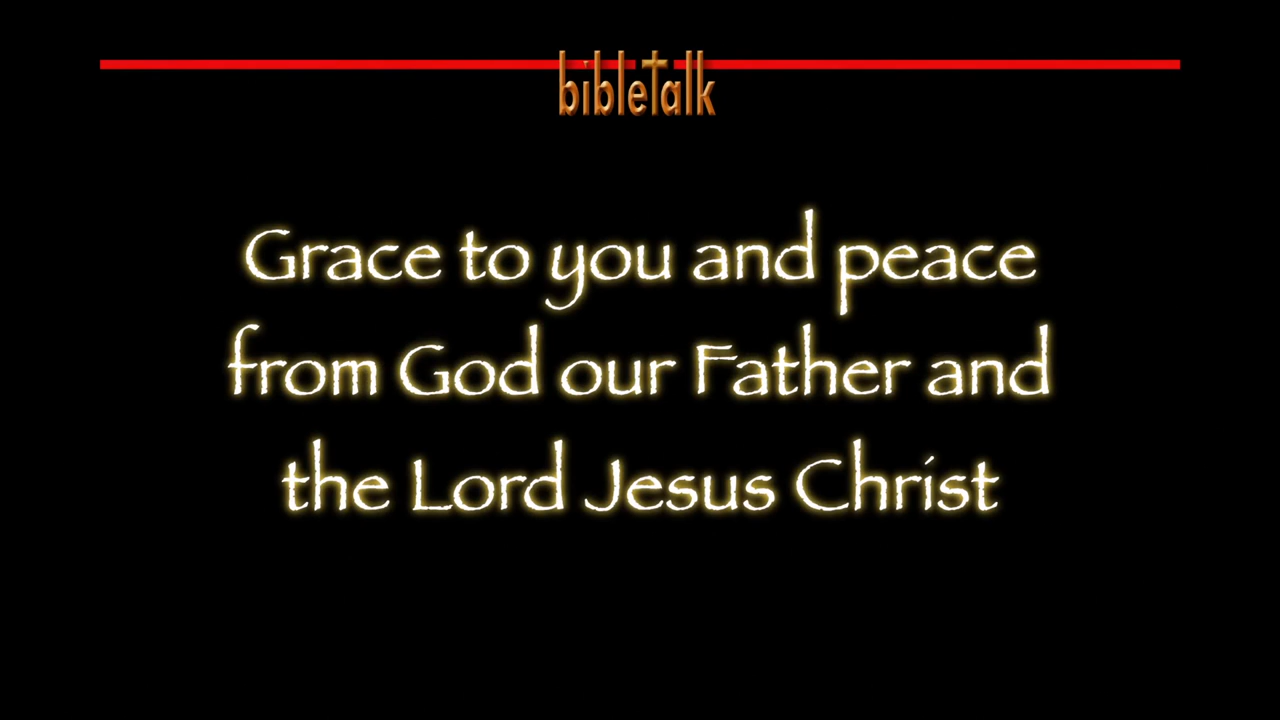 bibleTalk
Grace to you and peace
from God our Father and
the Lord Jesus Christ